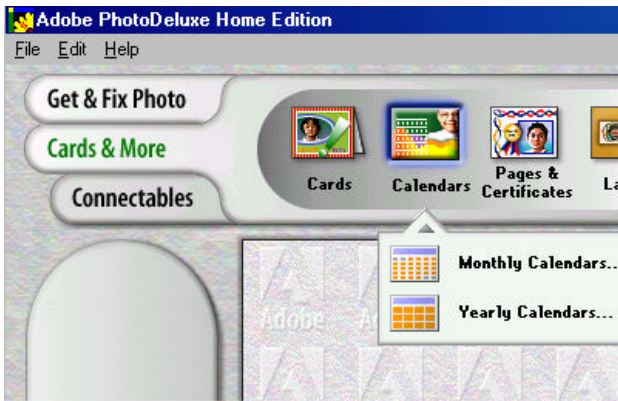 Adobe PhotoDeluxe Home Edition
File Edit Help
Get & Fix Photo
Cards & More
Connectables
Cards
Calendars
Pages &
Certificates
Monthly Calendars...
Yearly Calendars...
Adobe